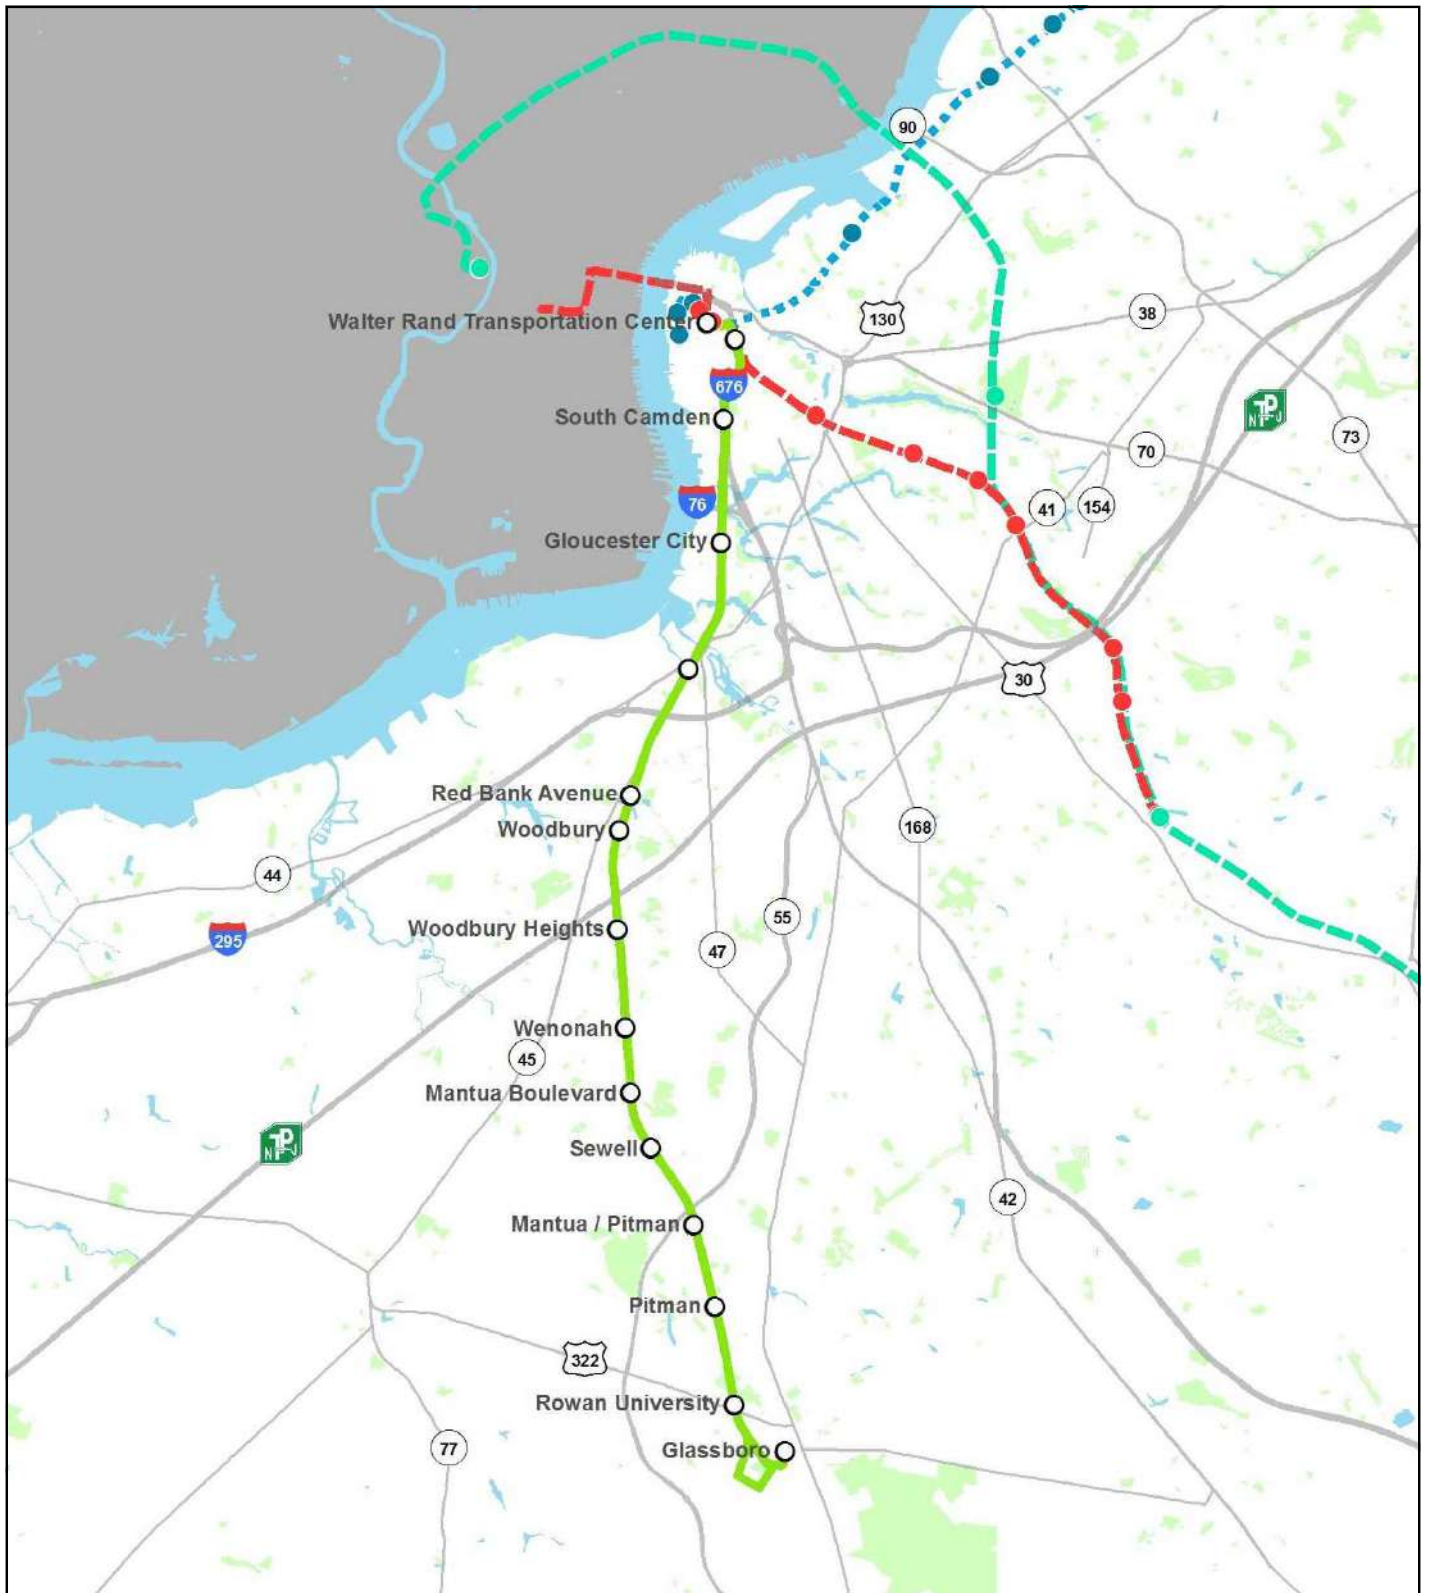 90
Walter Rand Transportation Center
130
38
676
South Camden
NTPJ
73
70
76
41
154
Gloucester City
30
Red Bank Avenue
Woodbury
168
44
55
Woodbury Heights
295
47
Wenonah
45
Mantua Boulevard
NTPJ
Sewell
42
Mantua / Pitman
Pitman
322
Rowan University
77
Glassboro